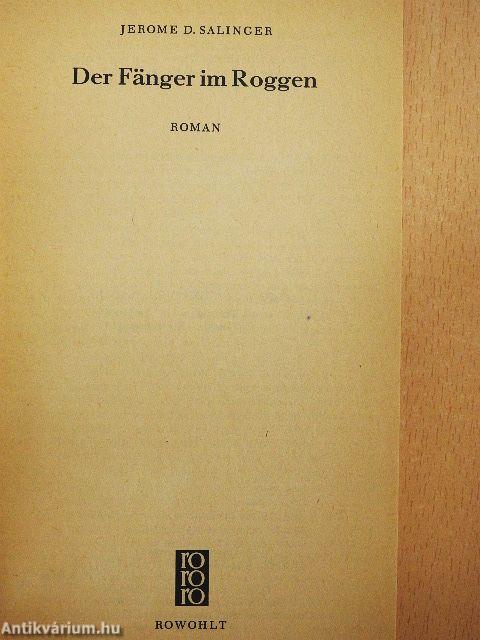 JEROME D. SALINGER
Der Fänger im Roggen
ROMAN
ro
ro
ro
ROWOHLT
Antikvárium.hu